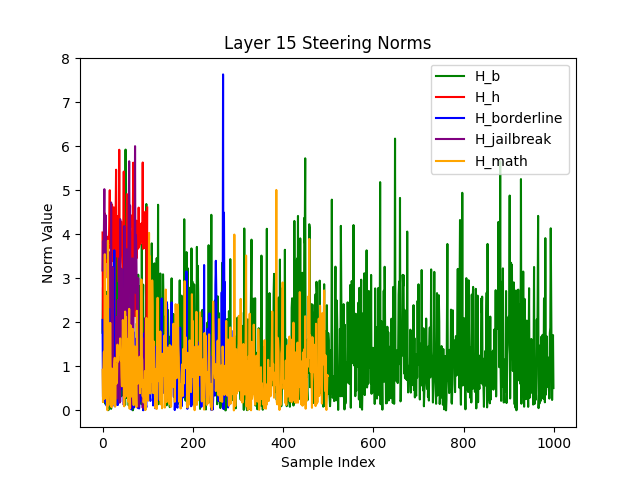 Layer 15 Steering Norms
Norm Value
8
7
6
5
4
3
2
1
0
H_b
H_h
H_borderline
H_jailbreak
H_math
0
200
400
600
800
1000
Sample Index